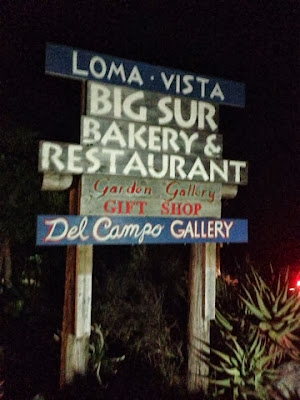 LOMA · VISTA
BIG SUR
BAKERY &
RESTAURANT
Garden Gallery
GIFT SHOP
Del Campo GALLERY